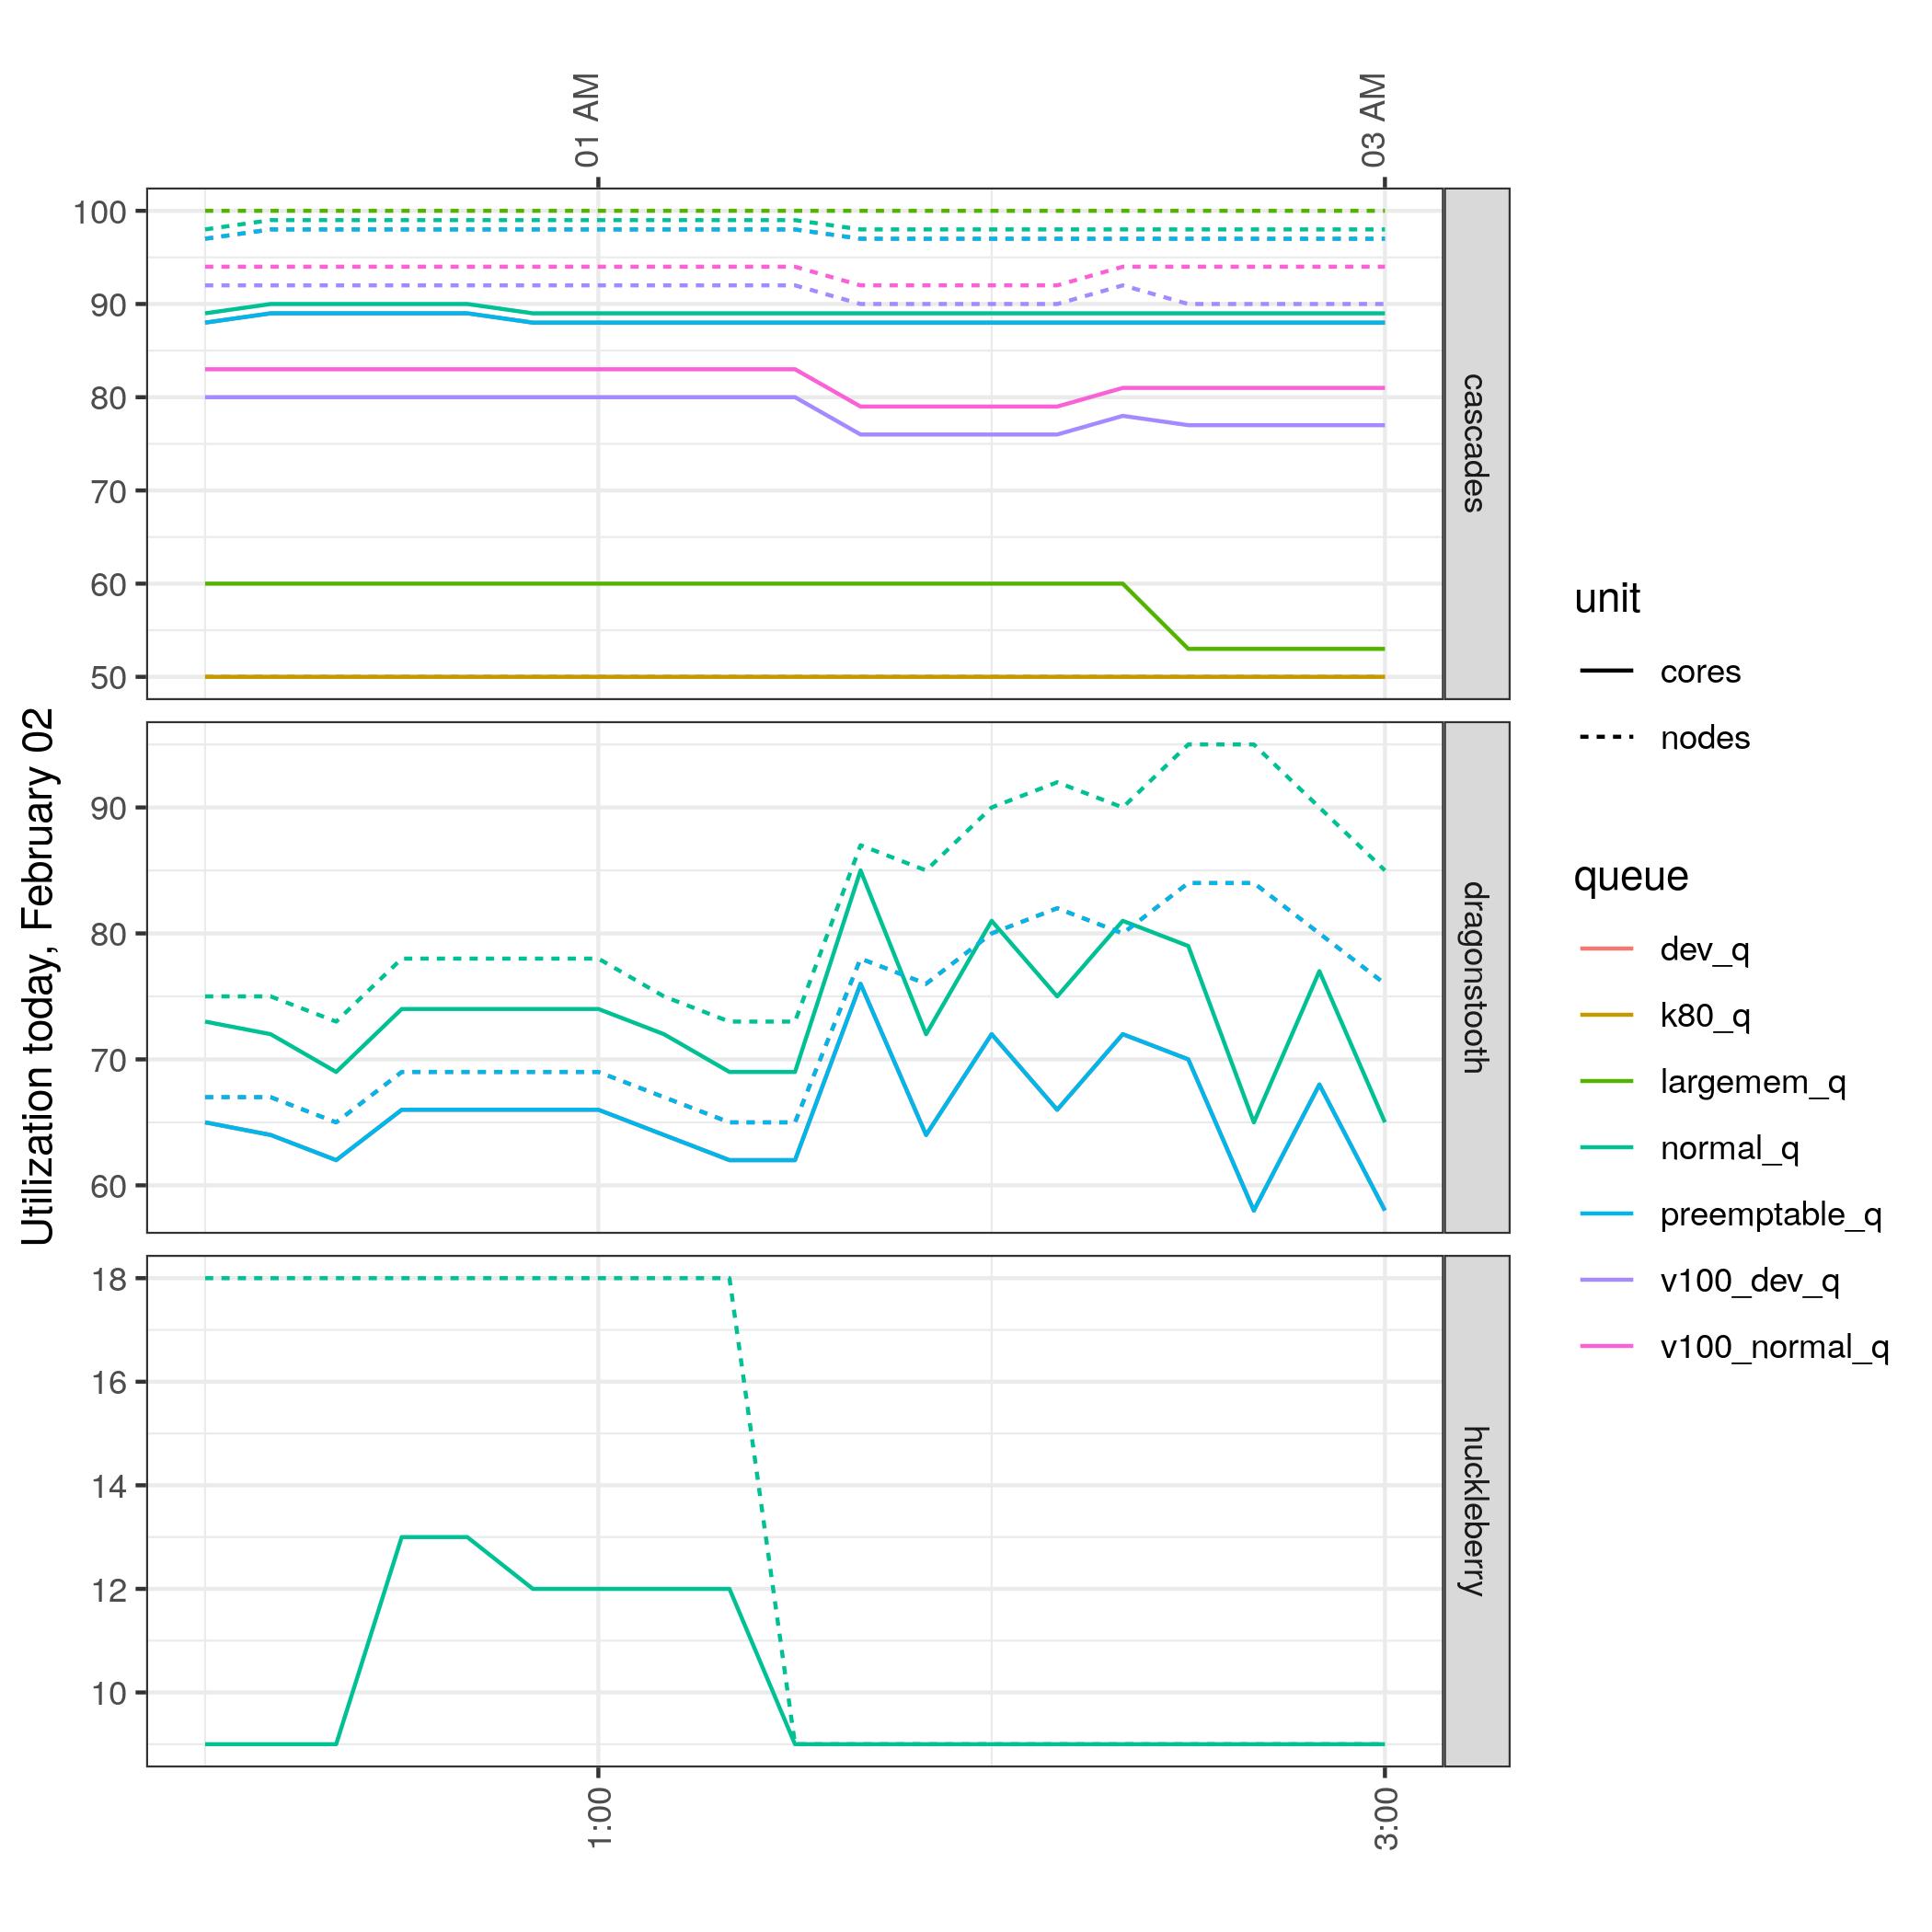 01 AM
03 AM
100
90
80
70
60
50
cascades
90
80
70
60
dragonstooth
18
16
14
12
10
huckleberry
1:00
3:00
Utilization today, February 02
unit
cores
nodes
queue
dev_q
k80_q
largemem_q
normal_q
preemptable_q
v100_dev_q
v100_normal_q